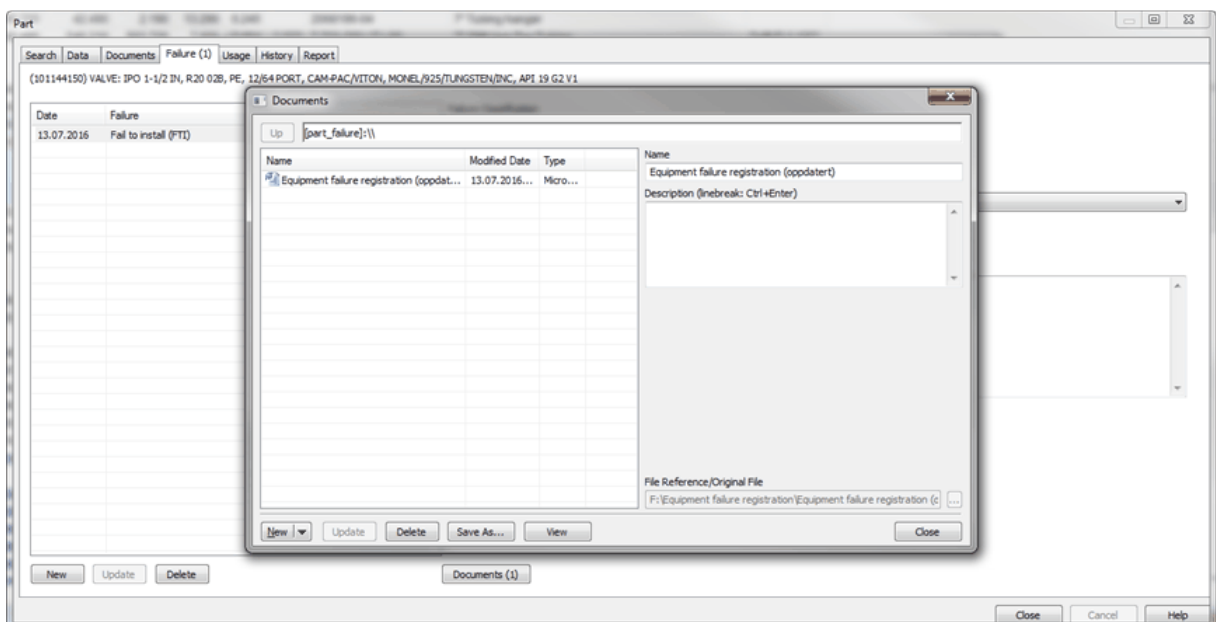 Part
Search Data Documents Failure (1) Usage History Report
(101144150) VALVE: IPO 1-1/2 IN, R20 02B, PE, 12/64 PORT, CAM-PAC/VITON, MONEL/925/TUNGSTEN/INC, API 19 G2 V1
Date Failure
13.07.2016 Fail to install (FTI)
Documents
Up [part_failure]:\\
Name Modified Date Type
Equipment failure registration (oppdat... 13.07.2016... Micro...
Name
Equipment failure registration (oppdatert)
Description (linebreak: Ctrl+Enter)
File Reference/Original File
F:\Equipment failure registration\Equipment failure registration (c ...
New Update Delete Save As... View Close
New Update Delete Documents (1)
Close Cancel Help